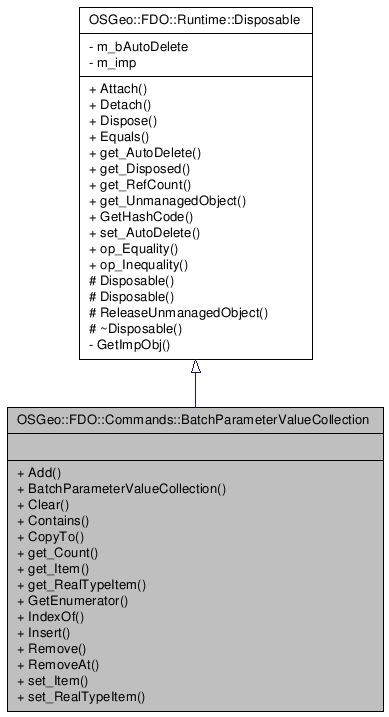 OSGeo::FDO::Runtime::Disposable
- m_bAutoDelete
- m_imp
+ Attach()
+ Detach()
+ Dispose()
+ Equals()
+ get_AutoDelete()
+ get_Disposed()
+ get_RefCount()
+ get_UnmanagedObject()
+ GetHashCode()
+ set_AutoDelete()
+ op_Equality()
+ op_Inequality()
# Disposable()
# Disposable()
# ReleaseUnmanagedObject()
# ~Disposable()
- GetImpObj()
OSGeo::FDO::Commands::BatchParameterValueCollection
+ Add()
+ BatchParameterValueCollection()
+ Clear()
+ Contains()
+ CopyTo()
+ get_Count()
+ get_Item()
+ get_RealTypeItem()
+ GetEnumerator()
+ IndexOf()
+ Insert()
+ Remove()
+ RemoveAt()
+ set_Item()
+ set_RealTypeItem()